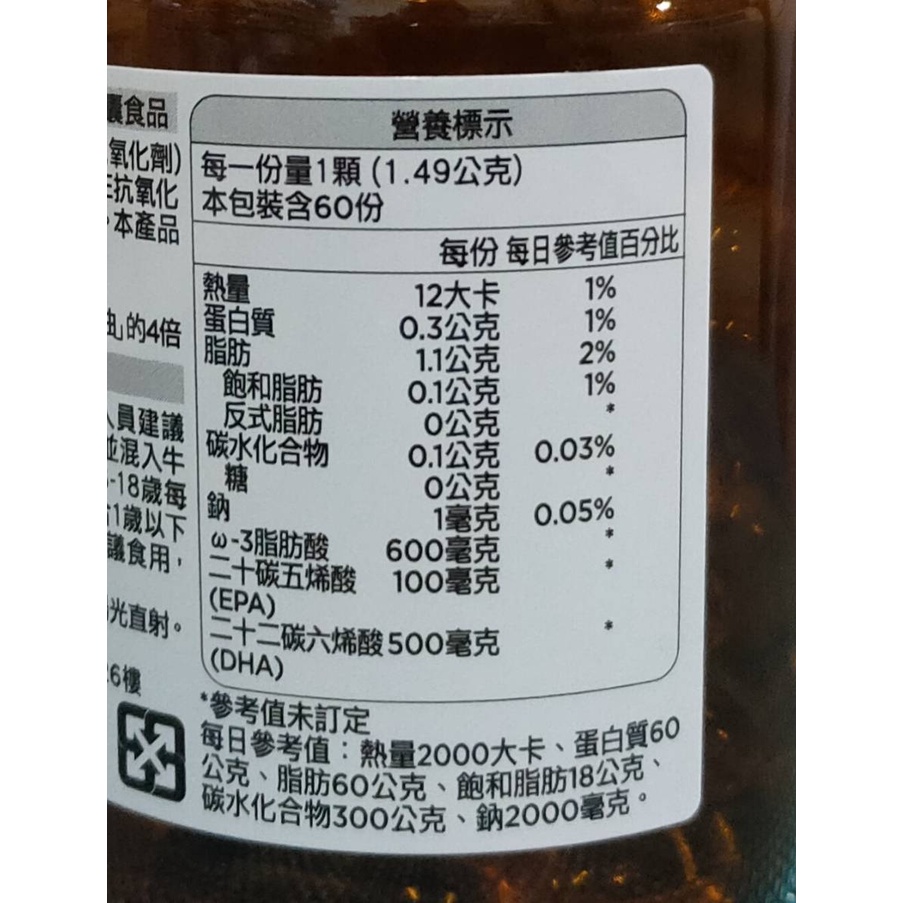 囊食品
氧化劑)
抗氧化
，本產品
的4倍
人員建議
並混入牛
-18歲每
1歲以下
議食用，
光直射。
26樓
營養標示
每一份量1顆 (1.49公克)
本包裝含60份
每份 每日參考值百分比
熱量 12大卡 1%
蛋白質 0.3公克 1%
脂肪 1.1公克 2%
飽和脂肪 0.1公克 1%
反式脂肪 0公克 *
碳水化合物 0.1公克 0.03%
糖 0公克 *
鈉 1毫克 0.05%
ω-3脂肪酸 600毫克 *
二十碳五烯酸 100毫克 *
(EPA)
二十二碳六烯酸 500毫克 *
(DHA)
*參考值未訂定
每日參考值：熱量2000大卡、蛋白質60
公克、脂肪60公克、飽和脂肪18公克、
碳水化合物300公克、鈉2000毫克。